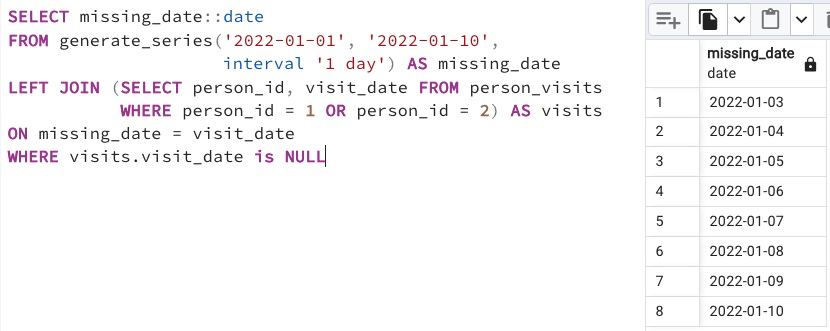 SELECT missing_date::date
FROM generate_series('2022-01-01', '2022-01-10',
interval '1 day') AS missing_date
LEFT JOIN (SELECT person_id, visit_date FROM person_visits
WHERE person_id = 1 OR person_id = 2) AS visits
ON missing_date = visit_date
WHERE visits.visit_date is NULL
missing_date
date
1 2022-01-03
2 2022-01-04
3 2022-01-05
4 2022-01-06
5 2022-01-07
6 2022-01-08
7 2022-01-09
8 2022-01-10